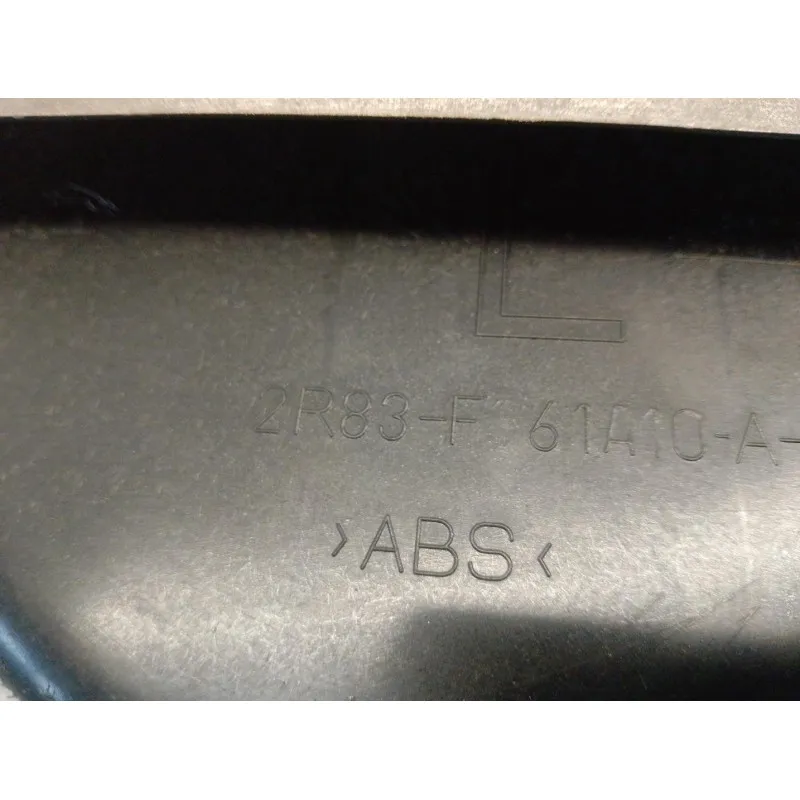 L
2R83-F 61A10-A-
>ABS<